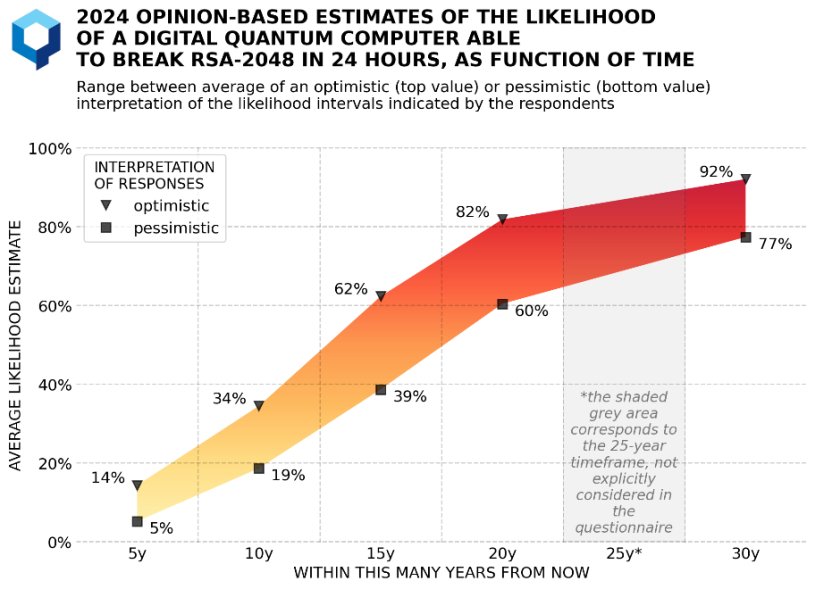 2024 OPINION-BASED ESTIMATES OF THE LIKELIHOOD
OF A DIGITAL QUANTUM COMPUTER ABLE
TO BREAK RSA-2048 IN 24 HOURS, AS FUNCTION OF TIME
Range between average of an optimistic (top value) or pessimistic (bottom value)
interpretation of the likelihood intervals indicated by the respondents
AVERAGE LIKELIHOOD ESTIMATE
100%
80%
60%
40%
20%
0%
INTERPRETATION
OF RESPONSES
optimistic
pessimistic
14%
5%
34%
19%
62%
39%
82%
60%
92%
77%
*the shaded
grey area
corresponds to
the 25-year
timeframe, not
explicitly
considered in
the
questionnaire
5y
10y
15y
20y
25y*
30y
WITHIN THIS MANY YEARS FROM NOW